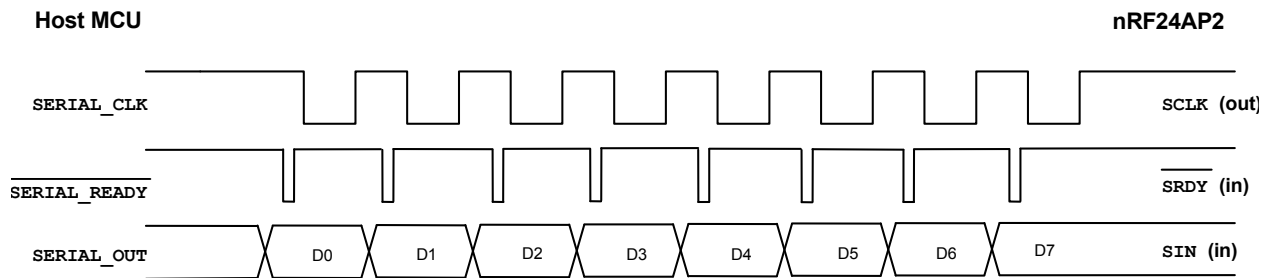 Host MCU nRF24AP2
SERIAL_CLK SCLK (out)
SERIAL_READY SRDY (in)
SERIAL_OUT D0 D1 D2 D3 D4 D5 D6 D7 SIN (in)